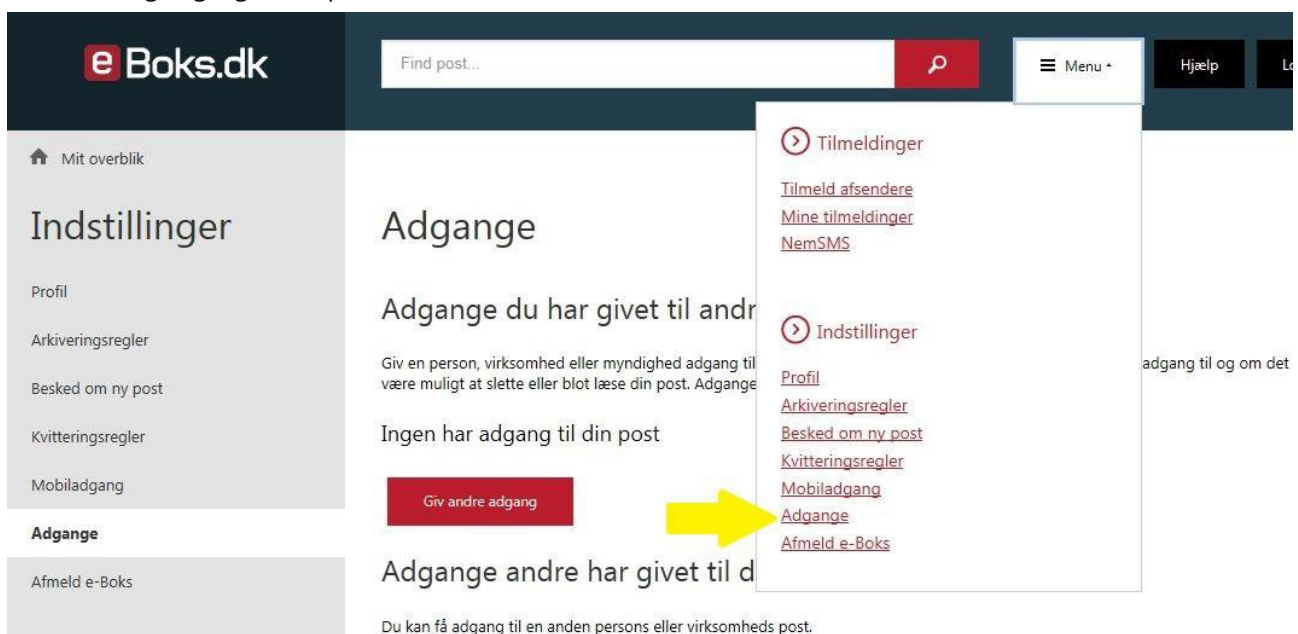 e Boks.dk
Find post...
Menu
Hjælp
Mit overblik
Indstillinger
Profil
Arkiveringsregler
Besked om ny post
Kvitteringsregler
Mobiladgang
Adgange
Afmeld e-Boks
Adgange
Adgange du har givet til
Giv en person, virksomhed eller myndighed adgang til
adgang til og om det
være muligt at slette eller blot læse din post. Adgange
Ingen har adgang til din post
Giv andre adgang
Adgange andre har givet til
Du kan få adgang til en anden persons eller virksomheds post.
Tilmeldinger
Tilmeld afsendere
Mine tilmeldinger
NemSMS
Indstillinger
Profil
Arkiveringsregler
Besked om ny post
Kvitteringsregler
Mobiladgang
Adgange
Afmeld e-Boks